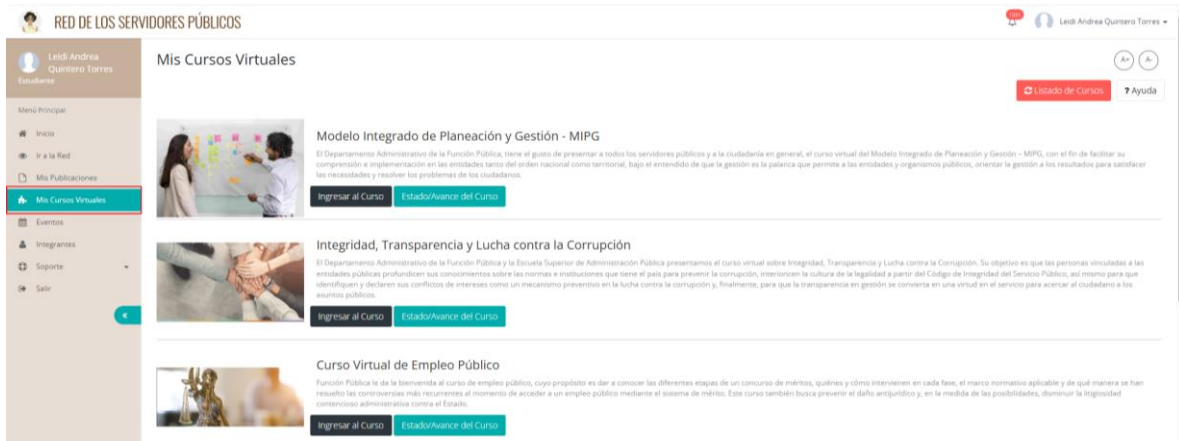 RED DE LOS SERVIDORES PÚBLICOS
Leidi Andrea Quintero Torres
Leidi Andrea
Quintero Torres
Estudiante
Menú Principal
Inicio
Ir a la Red
Mis Publicaciones
Mis Cursos Virtuales
Eventos
Integrantes
Soporte
Salir
Mis Cursos Virtuales
A+ A-
Listado de Cursos ? Ayuda
Modelo Integrado de Planeación y Gestión - MIPG
El Departamento Administrativo de la Función Pública, tiene el gusto de presentar a todos los servidores públicos y a la ciudadanía en general, el curso virtual del Modelo Integrado de Planeación y Gestión – MIPG, con el fin de facilitar su
comprensión e implementación en las entidades tanto del orden nacional como territorial, bajo el entendido de que la gestión es la palanca que permite a las entidades y organismos públicos, orientar la gestión a los resultados para satisfacer
las necesidades y resolver los problemas de los ciudadanos.
Ingresar al Curso Estado/Avance del Curso
Integridad, Transparencia y Lucha contra la Corrupción
El Departamento Administrativo de la Función Pública y la Escuela Superior de Administración Pública presentamos el curso virtual sobre Integridad, Transparencia y Lucha contra la Corrupción. Su objetivo es que las personas vinculadas a las
entidades públicas profundicen sus conocimientos sobre las normas e instituciones que tiene el país para prevenir la corrupción, interioricen la cultura de la legalidad a partir del Código de Integridad del Servicio Público, así mismo para que
identifiquen y declaren sus conflictos de intereses como un mecanismo preventivo en la lucha contra la corrupción y, finalmente, para que la transparencia en gestión se convierta en una virtud en el servicio para acercar al ciudadano a los
asuntos públicos.
Ingresar al Curso Estado/Avance del Curso
Curso Virtual de Empleo Público
Función Pública le da la bienvenida al curso de empleo público, cuyo propósito es dar a conocer las diferentes etapas de un concurso de méritos, quiénes y cómo intervienen en cada fase, el marco normativo aplicable y de qué manera se han
resuelto las controversias más recurrentes al momento de acceder a un empleo público mediante el sistema de mérito. Este curso también busca prevenir el daño antijurídico y, en la medida de las posibilidades, disminuir la litigiosidad
contencioso administrativa contra el Estado.
Ingresar al Curso Estado/Avance del Curso